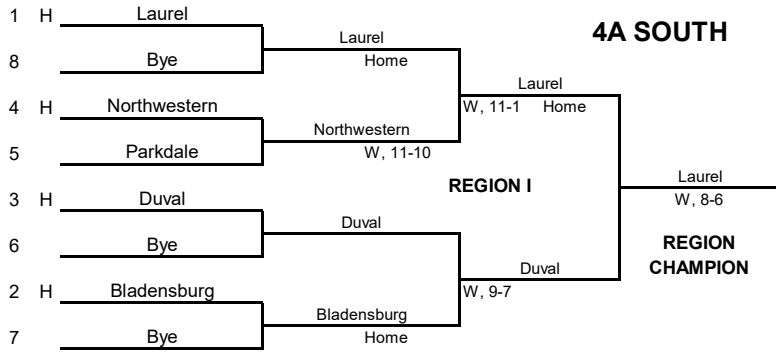 1 H Laurel
4A SOUTH
Laurel
8 Bye
Home
Laurel
4 H Northwestern
W, 11-1 Home
Northwestern
5 Parkdale
W, 11-10
Laurel
REGION I
W, 8-6
3 H Duval
Duval
6 Bye
REGION
CHAMPION
Duval
2 H Bladensburg
W, 9-7
Bladensburg
7 Bye
Home